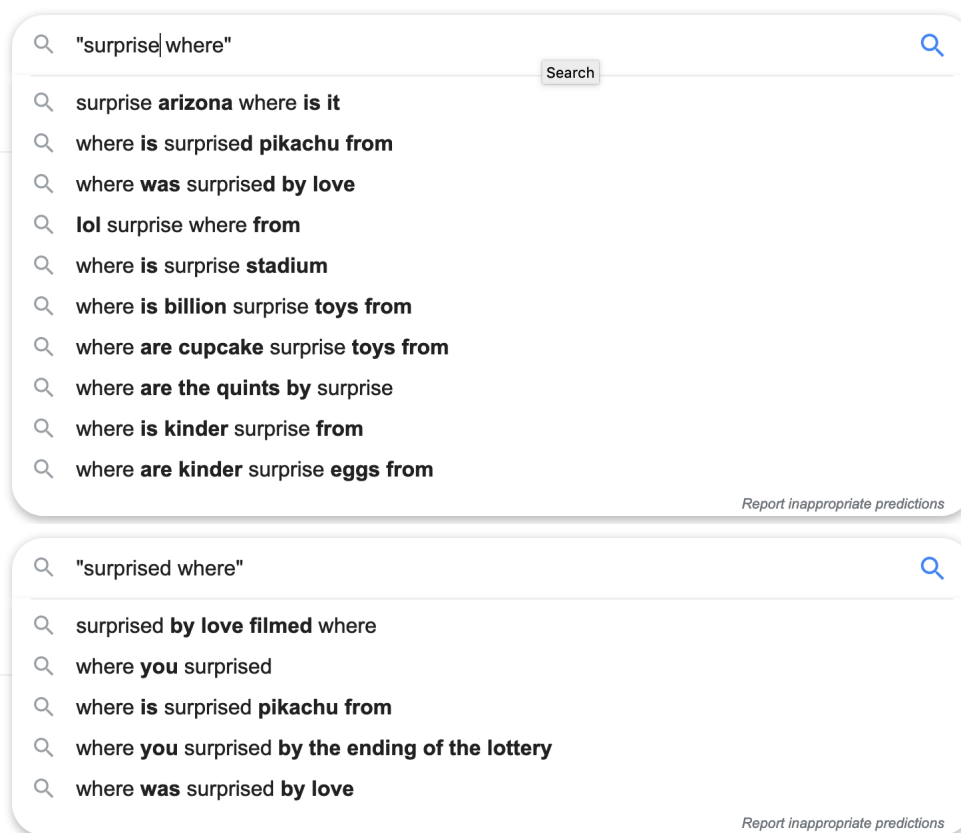 "surprise where"
Search
surprise arizona where is it
where is surprised pikachu from
where was surprised by love
lol surprise where from
where is surprise stadium
where is billion surprise toys from
where are cupcake surprise toys from
where are the quints by surprise
where is kinder surprise from
where are kinder surprise eggs from
Report inappropriate predictions
"surprised where"
surprised by love filmed where
where you surprised
where is surprised pikachu from
where you surprised by the ending of the lottery
where was surprised by love
Report inappropriate predictions